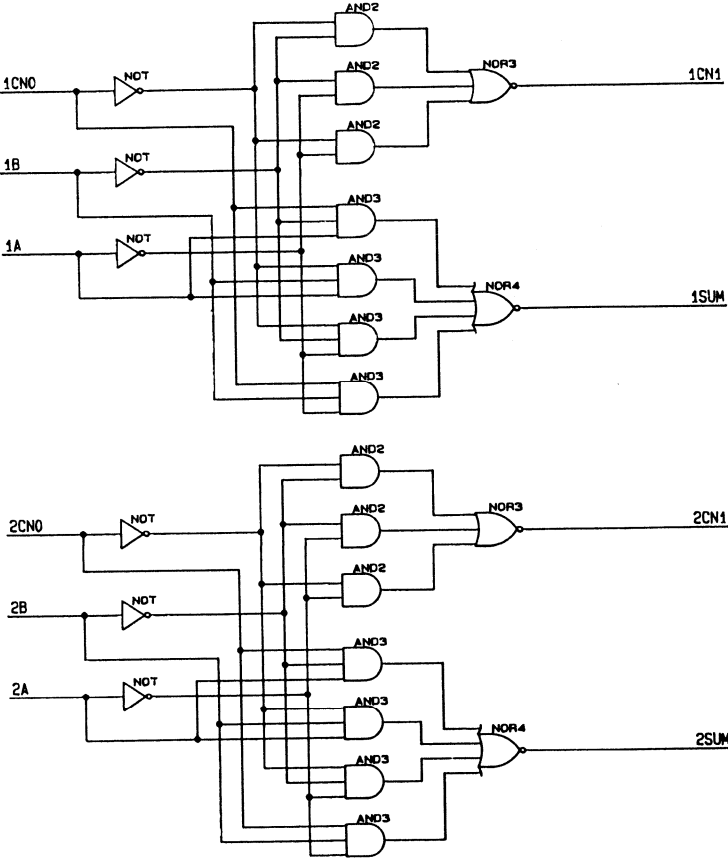 AND2
1CN0
NOT
AND2
NOR3
1CN1
AND2
1B
NOT
AND3
1A
NOT
AND3
NOR4
1SUM
AND3
AND3
AND2
2CN0
NOT
AND2
NOR3
2CN1
AND2
2B
NOT
AND3
2A
NOT
AND3
NOR4
2SUM
AND3
AND3